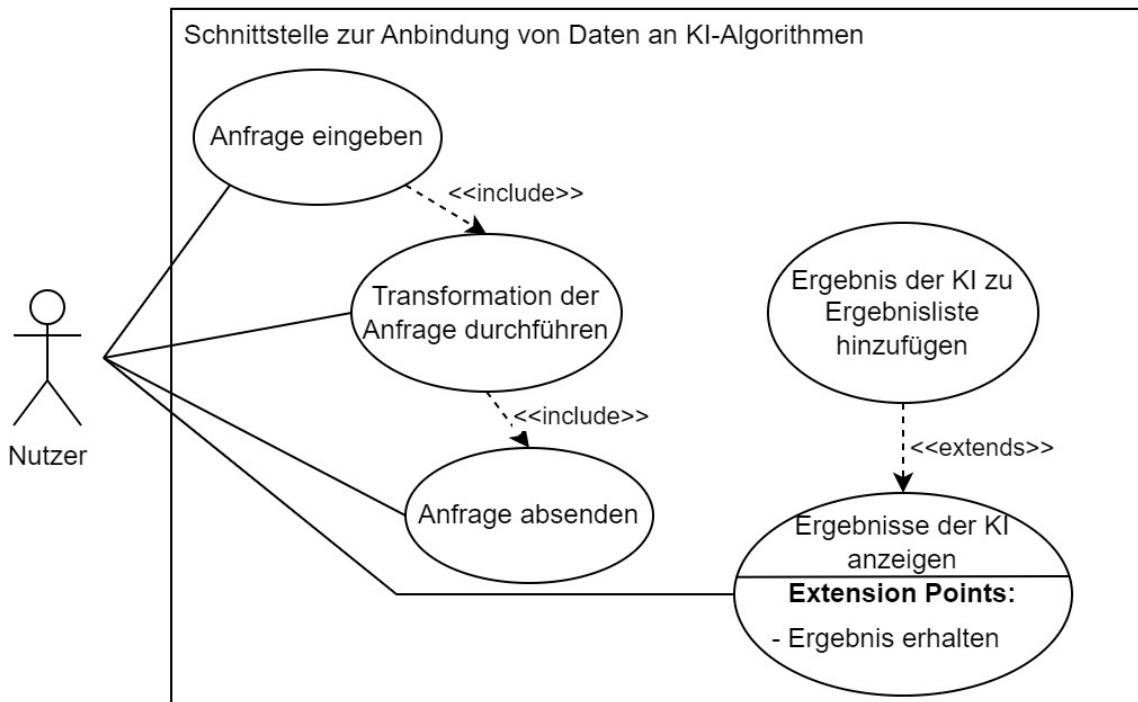 Schnittstelle zur Anbindung von Daten an KI-Algorithmen
Anfrage eingeben
<<include>>
Transformation der
Anfrage durchführen
Ergebnis der KI zu
Ergebnisliste
hinzufügen
<<include>>
Nutzer
<<extends>>
Anfrage absenden
Ergebnisse der KI
anzeigen
Extension Points:
- Ergebnis erhalten